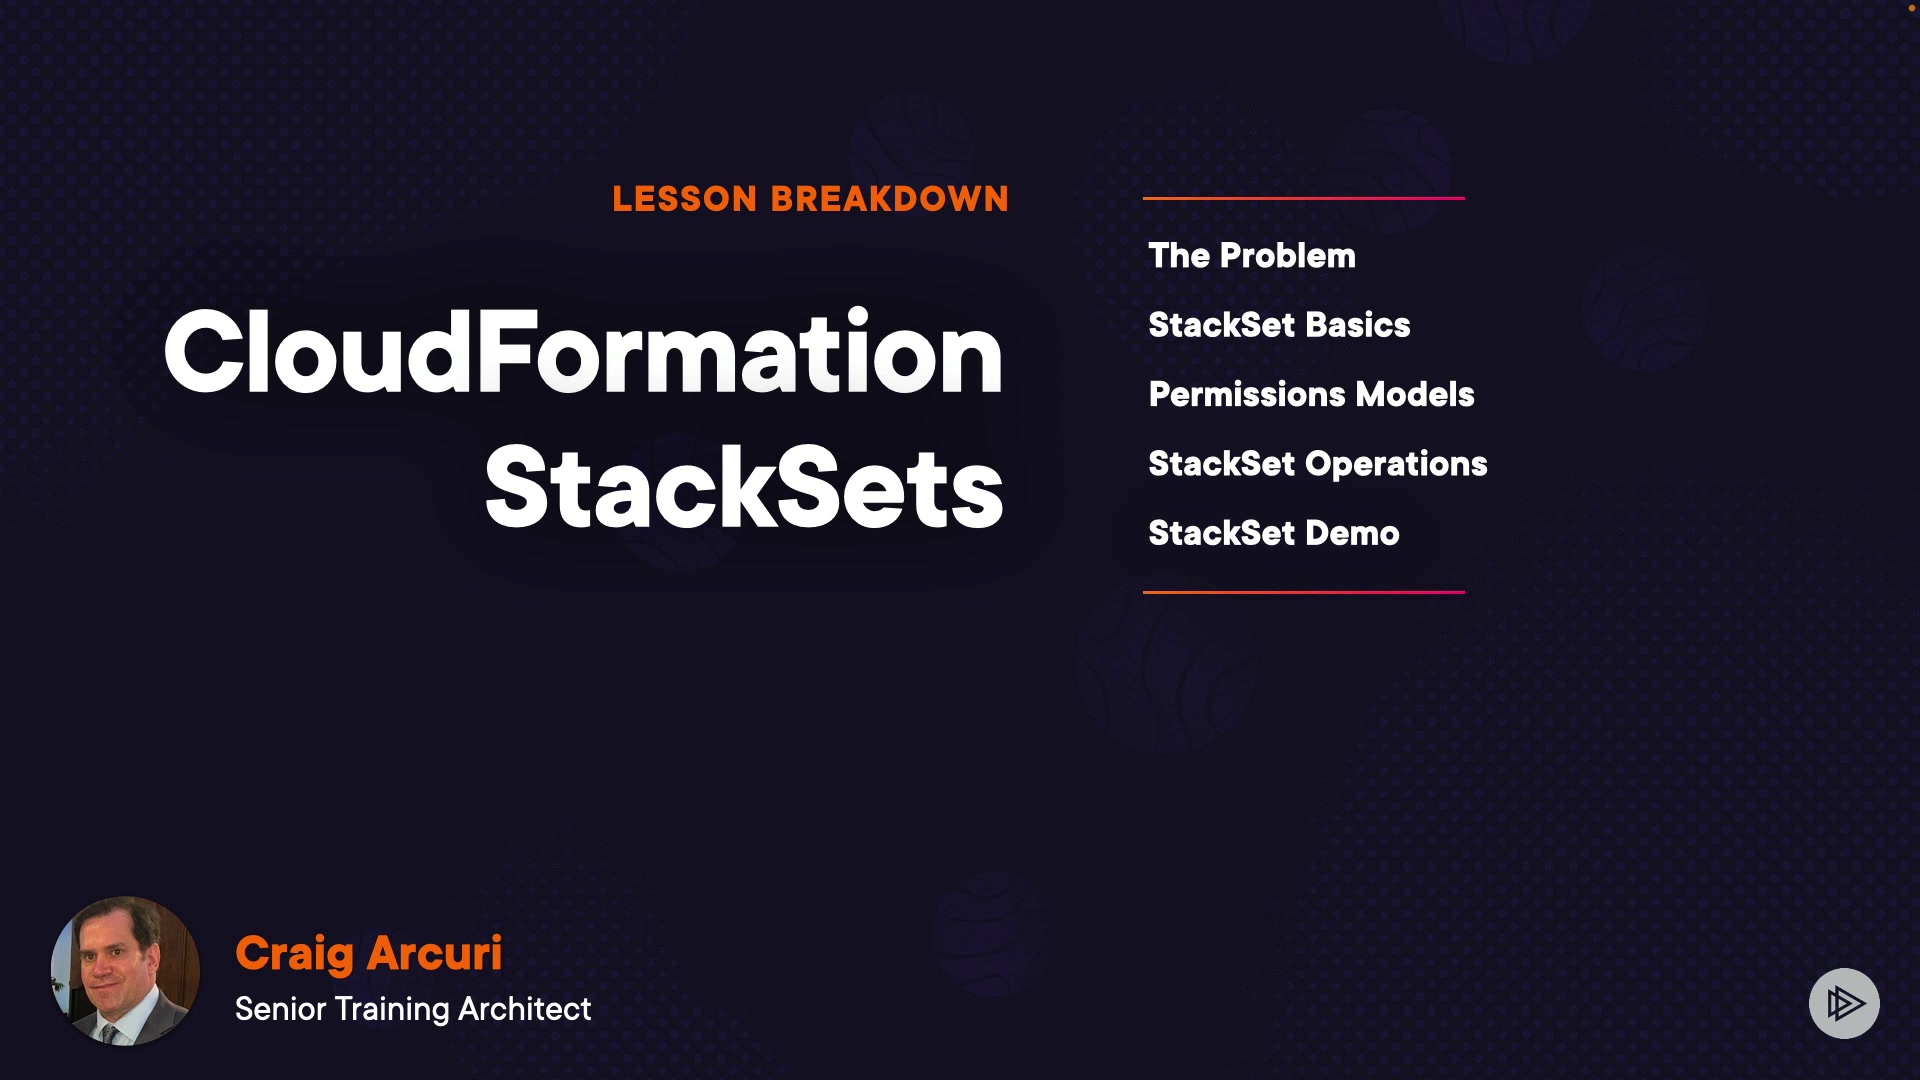 LESSON BREAKDOWN
CloudFormation
StackSets
The Problem
StackSet Basics
Permissions Models
StackSet Operations
StackSet Demo
Craig Arcuri
Senior Training Architect